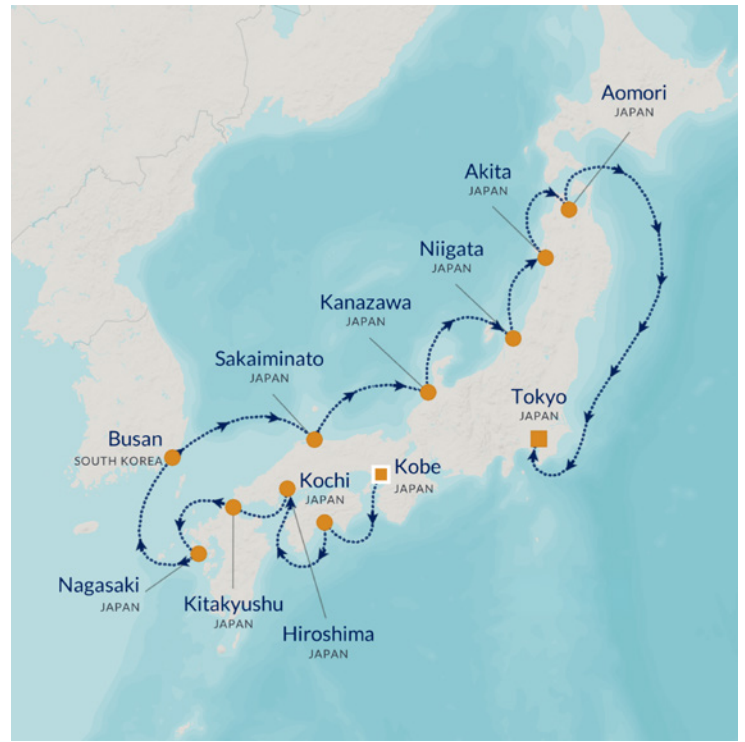 Aomori
JAPAN
Akita
JAPAN
Niigata
JAPAN
Kanazawa
JAPAN
Sakaiminato
JAPAN
Tokyo
JAPAN
Busan
SOUTH KOREA
Kochi
JAPAN
Kobe
JAPAN
Nagasaki
JAPAN
Kitakyushu
JAPAN
Hiroshima
JAPAN